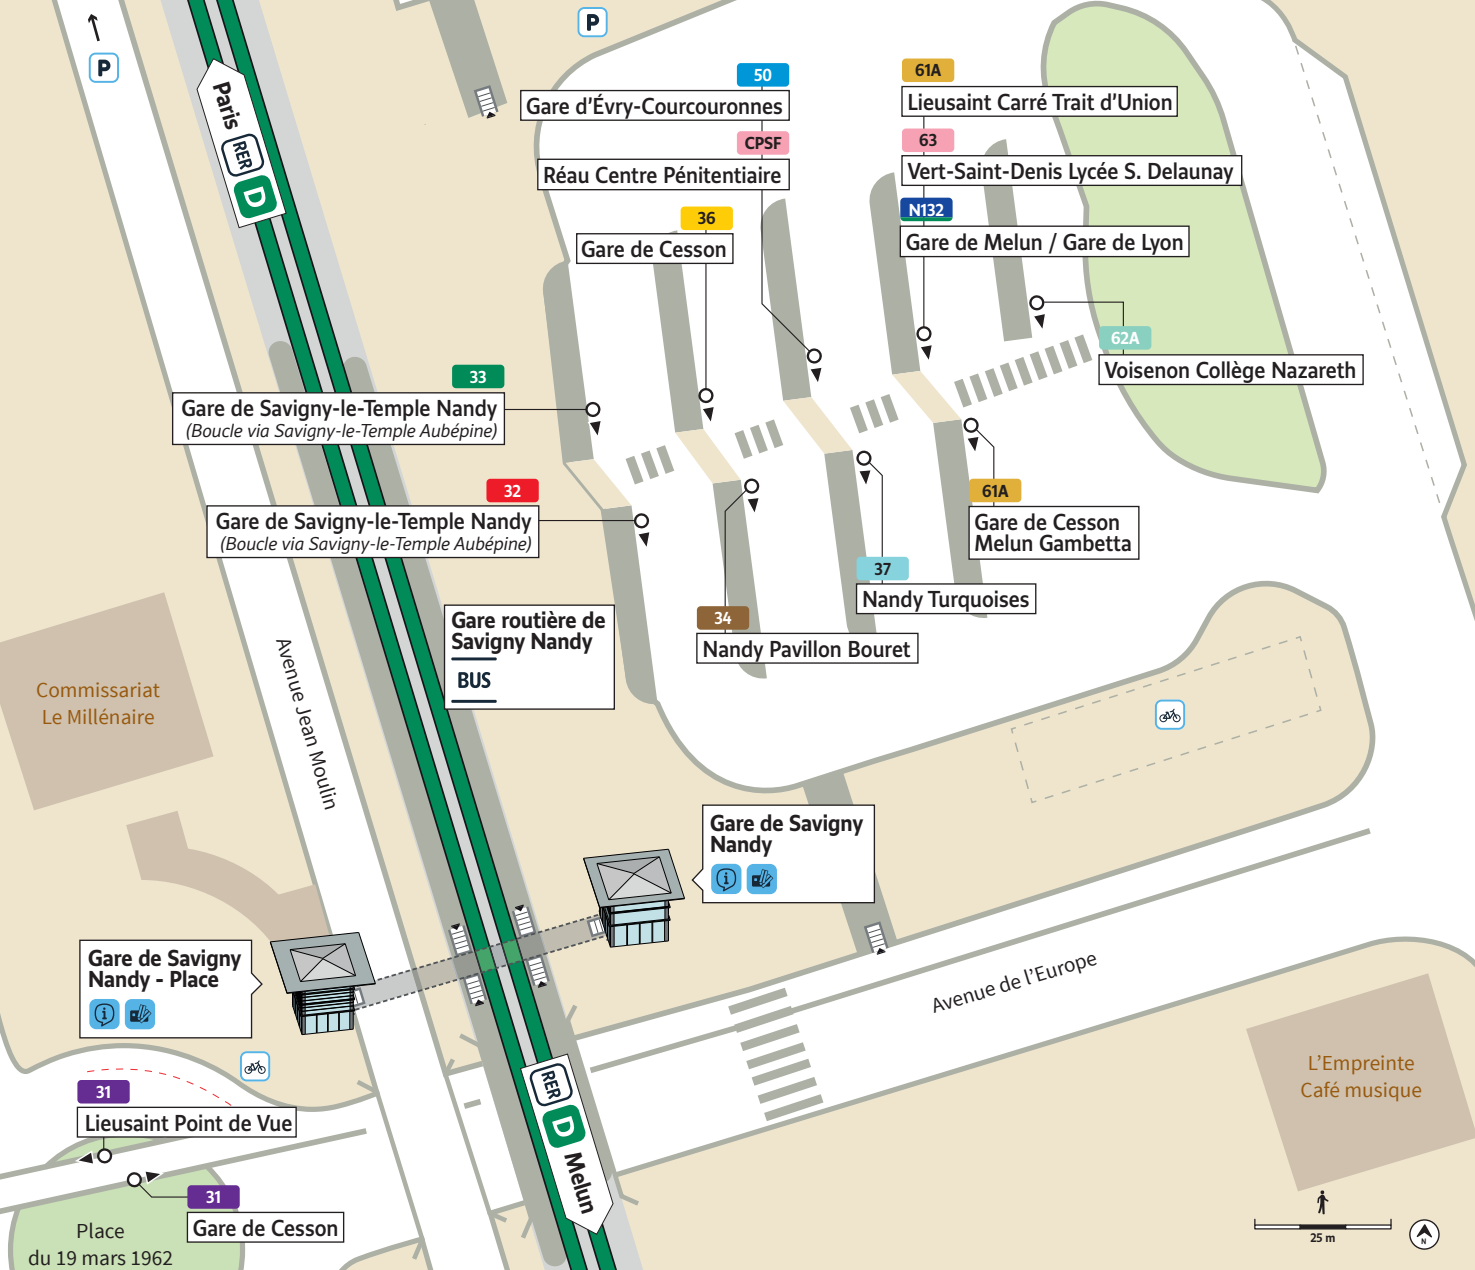 P
P
Paris
RER
D
50
Gare d'Évry-Courcouronnes
CPSF
Réau Centre Pénitentiaire
36
Gare de Cesson
61A
Lieusaint Carré Trait d'Union
63
Vert-Saint-Denis Lycée S. Delaunay
N132
Gare de Melun / Gare de Lyon
62A
Voisenon Collège Nazareth
33
Gare de Savigny-le-Temple Nandy
(Boucle via Savigny-le-Temple Aubépine)
32
Gare de Savigny-le-Temple Nandy
(Boucle via Savigny-le-Temple Aubépine)
61A
Gare de Cesson
Melun Gambetta
37
Nandy Turquoises
34
Nandy Pavillon Bouret
Gare routière de
Savigny Nandy
BUS
Commissariat
Le Millénaire
Avenue Jean Moulin
Gare de Savigny
Nandy
i
Gare de Savigny
Nandy - Place
i
Avenue de l'Europe
L'Empreinte
Café musique
RER
D
Melun
31
Lieusaint Point de Vue
31
Gare de Cesson
Place
du 19 mars 1962
25 m
N